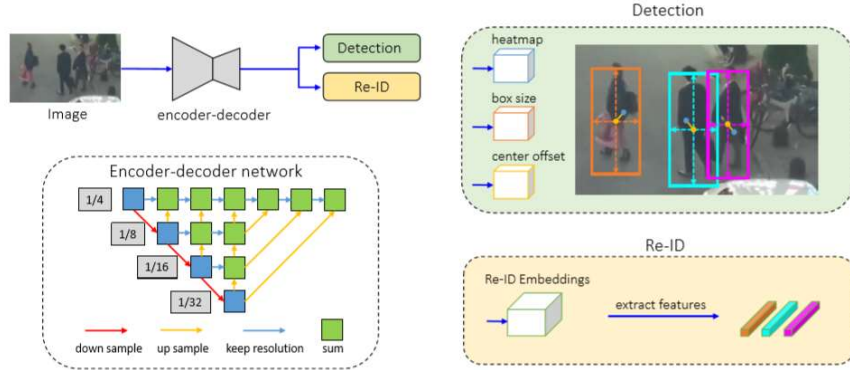 Image
encoder-decoder
Detection
Re-ID
Encoder-decoder network
1/4
1/8
1/16
1/32
down sample
up sample
keep resolution
sum
Detection
heatmap
box size
center offset
Re-ID
Re-ID Embeddings
extract features